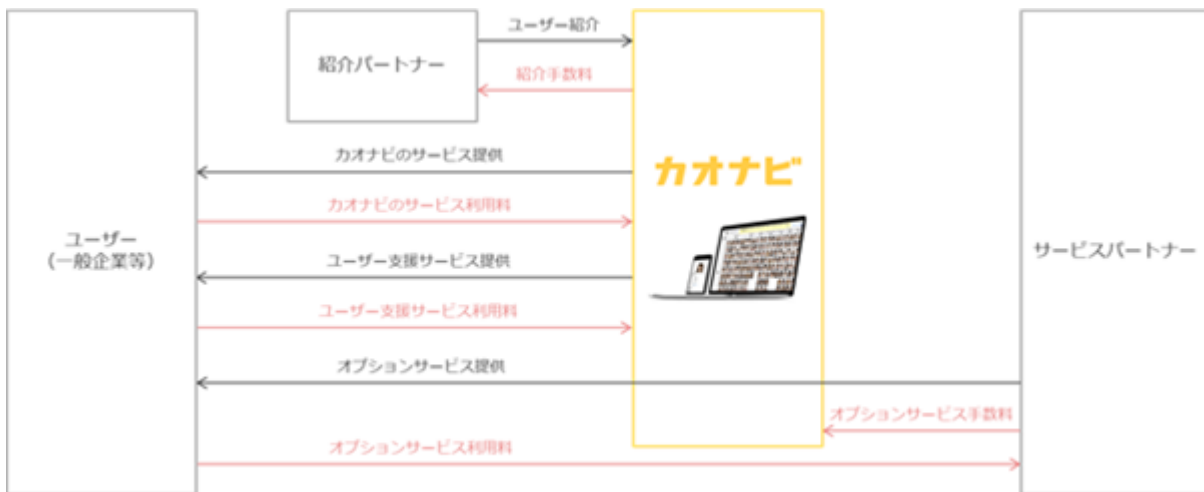 ユーザー紹介
紹介パートナー
紹介手数料
カオナビのサービス提供
カオナビ
カオナビのサービス利用料
ユーザー
（一般企業等）
ユーザー支援サービス提供
サービスパートナー
ユーザー支援サービス利用料
オプションサービス提供
オプションサービス手数料
オプションサービス利用料